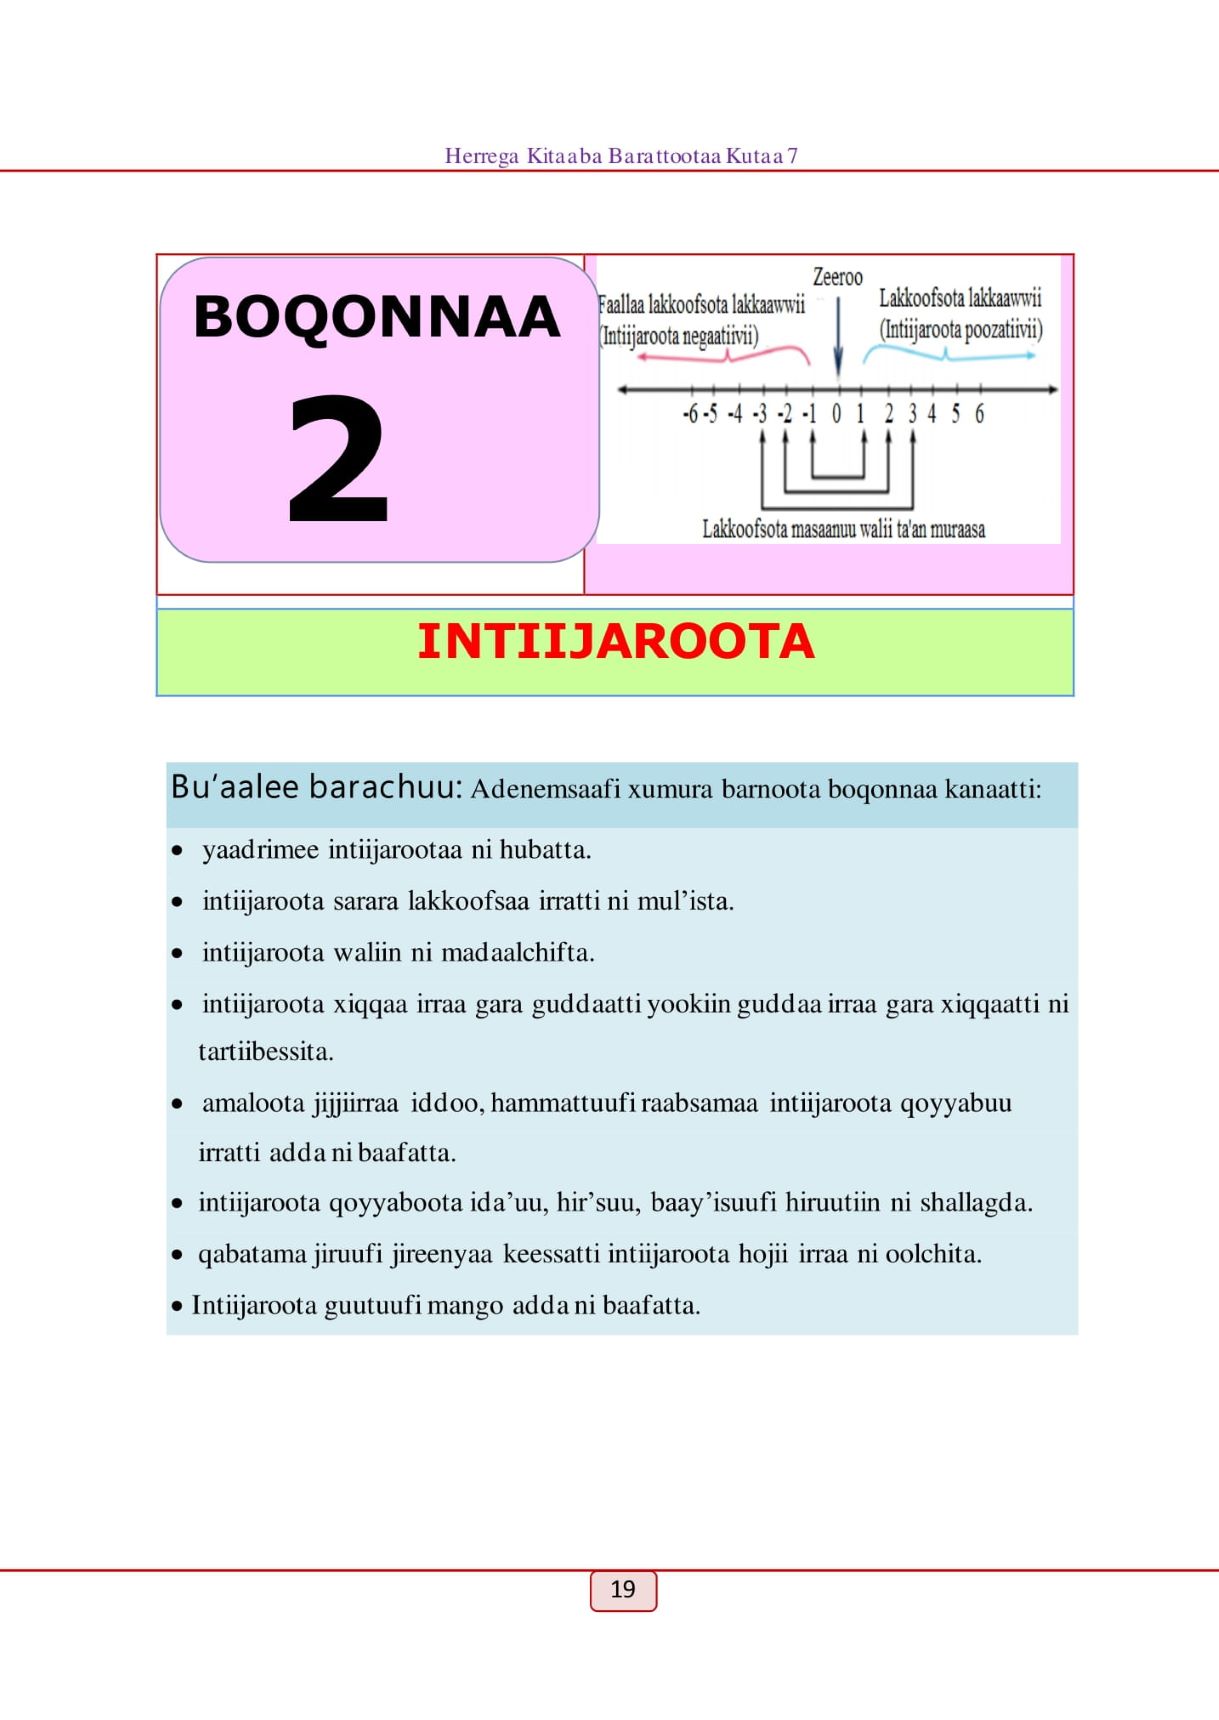 Herrega Kitaaba Barattootaa Kutaa 7
BOQONNAA
2
Zeeroo
Faallaa lakkoofsota lakkaawwii
(Intiijaroota negaatiivii)
Lakkoofsota lakkaawwii
(Intiijaroota poozatiivii)
-6 -5 -4 -3 -2 -1 0 1 2 3 4 5 6
Lakkoofsota masaanuu walii ta'an muraasa
INTIIJAROOTA
Bu'aalee barachuu: Adenemsaafi xumura barnoota boqonnaa kanaatti:
• yaadrimee intiijarootaa ni hubatta.
• intiijaroota sarara lakkoofsaa irratti ni mul'ista.
• intiijaroota waliin ni madaalchifta.
• intiijaroota xiqqaa irraa gara guddaatti yookiin guddaa irraa gara xiqqaatti ni
tartiibessita.
• amaloota jijjiirraa iddoo, hammattuufi raabsamaa intiijaroota qoyyabuu
irratti adda ni baafatta.
• intiijaroota qoyyaboota ida'uu, hir'suu, baay'isuufi hiruutiin ni shallagda.
• qabatama jiruufi jireenyaa keessatti intiijaroota hojii irraa ni oolchita.
• Intiijaroota guutuufi mango adda ni baafatta.
19